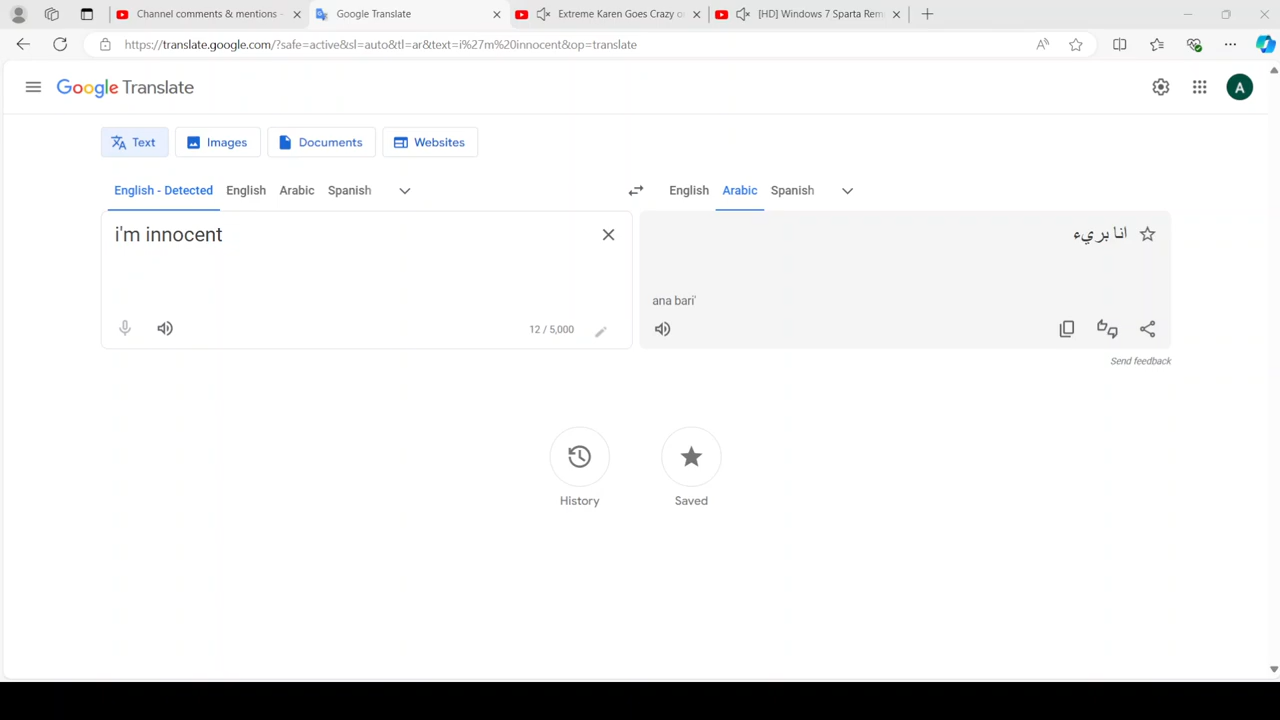 Channel comments & mentions -
Google Translate
Extreme Karen Goes Crazy o
[HD] Windows 7 Sparta Rem
https://translate.google.com/?safe=active&sl=auto&tl=ar&text=i%27m%20innocent&op=translate
Google Translate
A
Text
Images
Documents
Websites
English - Detected
English
Arabic
Spanish
English
Arabic
Spanish
i'm innocent
انا بريء
ana bari'
12 / 5,000
Send feedback
History
Saved